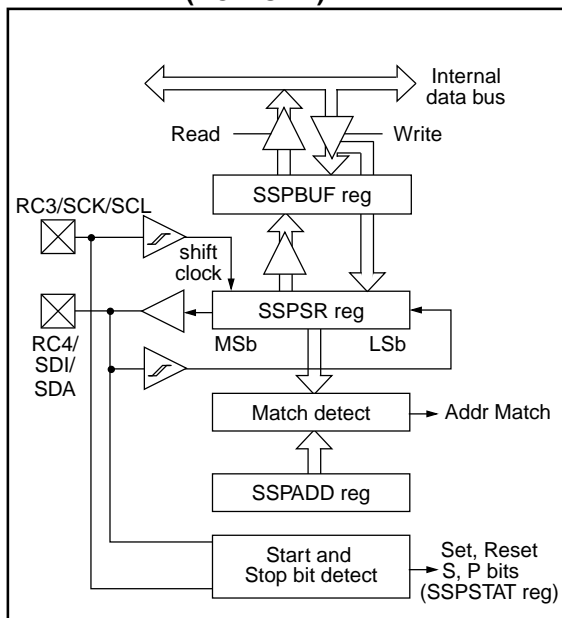 Internal
data bus
Read
Write
SSPBUF reg
RC3/SCK/SCL
shift
clock
SSPSR reg
MSb
LSb
RC4/
SDI/
SDA
Match detect
Addr Match
SSPADD reg
Start and
Stop bit detect
Set, Reset
S, P bits
(SSPSTAT reg)